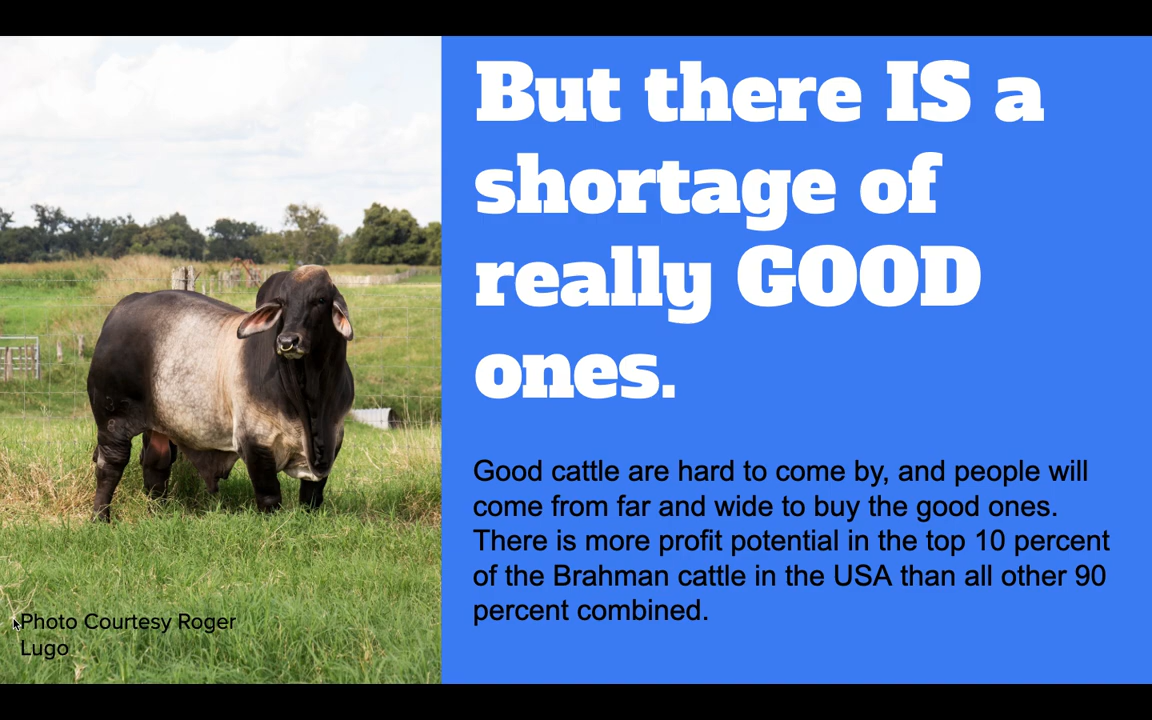 But there IS a
shortage of
really GOOD
ones.
Good cattle are hard to come by, and people will
come from far and wide to buy the good ones.
There is more profit potential in the top 10 percent
of the Brahman cattle in the USA than all other 90
percent combined.
Photo Courtesy Roger
Lugo